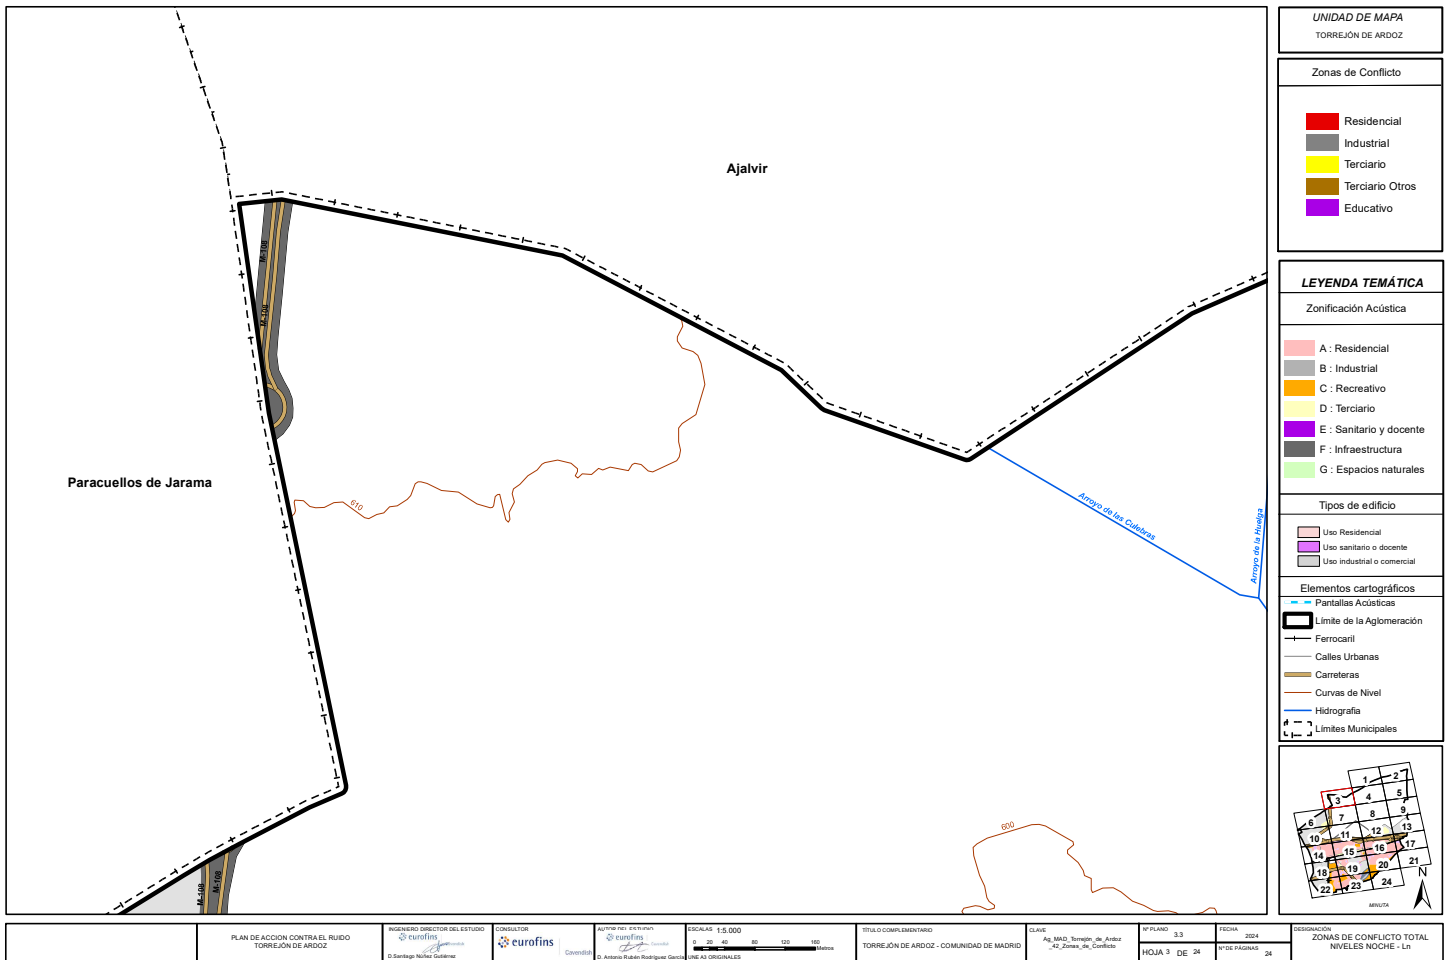 UNIDAD DE MAPA
TORREJÓN DE ARDOZ
Zonas de Conflicto
Residencial
Industrial
Terciario
Terciario Otros
Educativo
LEYENDA TEMÁTICA
Zonificación Acústica
A : Residencial
B : Industrial
C : Recreativo
D : Terciario
E : Sanitario y docente
F : Infraestructura
G : Espacios naturales
Tipos de edificio
Uso Residencial
Uso sanitario o docente
Uso industrial o comercial
Elementos cartográficos
Pantallas Acústicas
Límite de la Aglomeración
Ferrocaril
Calles Urbanas
Carreteras
Curvas de Nivel
Hidrografía
Límites Municipales
1
2
3
4
5
6
7
8
9
10
11
12
13
14
15
16
17
18
19
20
21
22
23
24
N
MINUTA
Ajalvir
Paracuellos de Jarama
M-108
M-108
M-108
M-108
610
600
Arroyo de las Culebras
Arroyo de la Huelga
PLAN DE ACCION CONTRA EL RUIDO
TORREJÓN DE ARDOZ
INGENIERO DIRECTOR DEL ESTUDIO
eurofins
D.Santiago Núñez Gutiérrez
CONSULTOR
eurofins
Cavendish
AUTOR DEL ESTUDIO
eurofins
D. Antonio Rubén Rodríguez García
ESCALAS 1:5.000
0 20 40 80 120 160
Metros
UNE A3 ORIGINALES
TÍTULO COMPLEMENTARIO
TORREJÓN DE ARDOZ - COMUNIDAD DE MADRID
CLAVE
Ag_MAD_Torrejón_de_Ardoz
_42_Zonas_de_Conflicto
Nº PLANO 3.3
HOJA 3 DE 24
FECHA
2024
Nº DE PÁGINAS
24
DESIGNACIÓN
ZONAS DE CONFLICTO TOTAL
NIVELES NOCHE - Ln